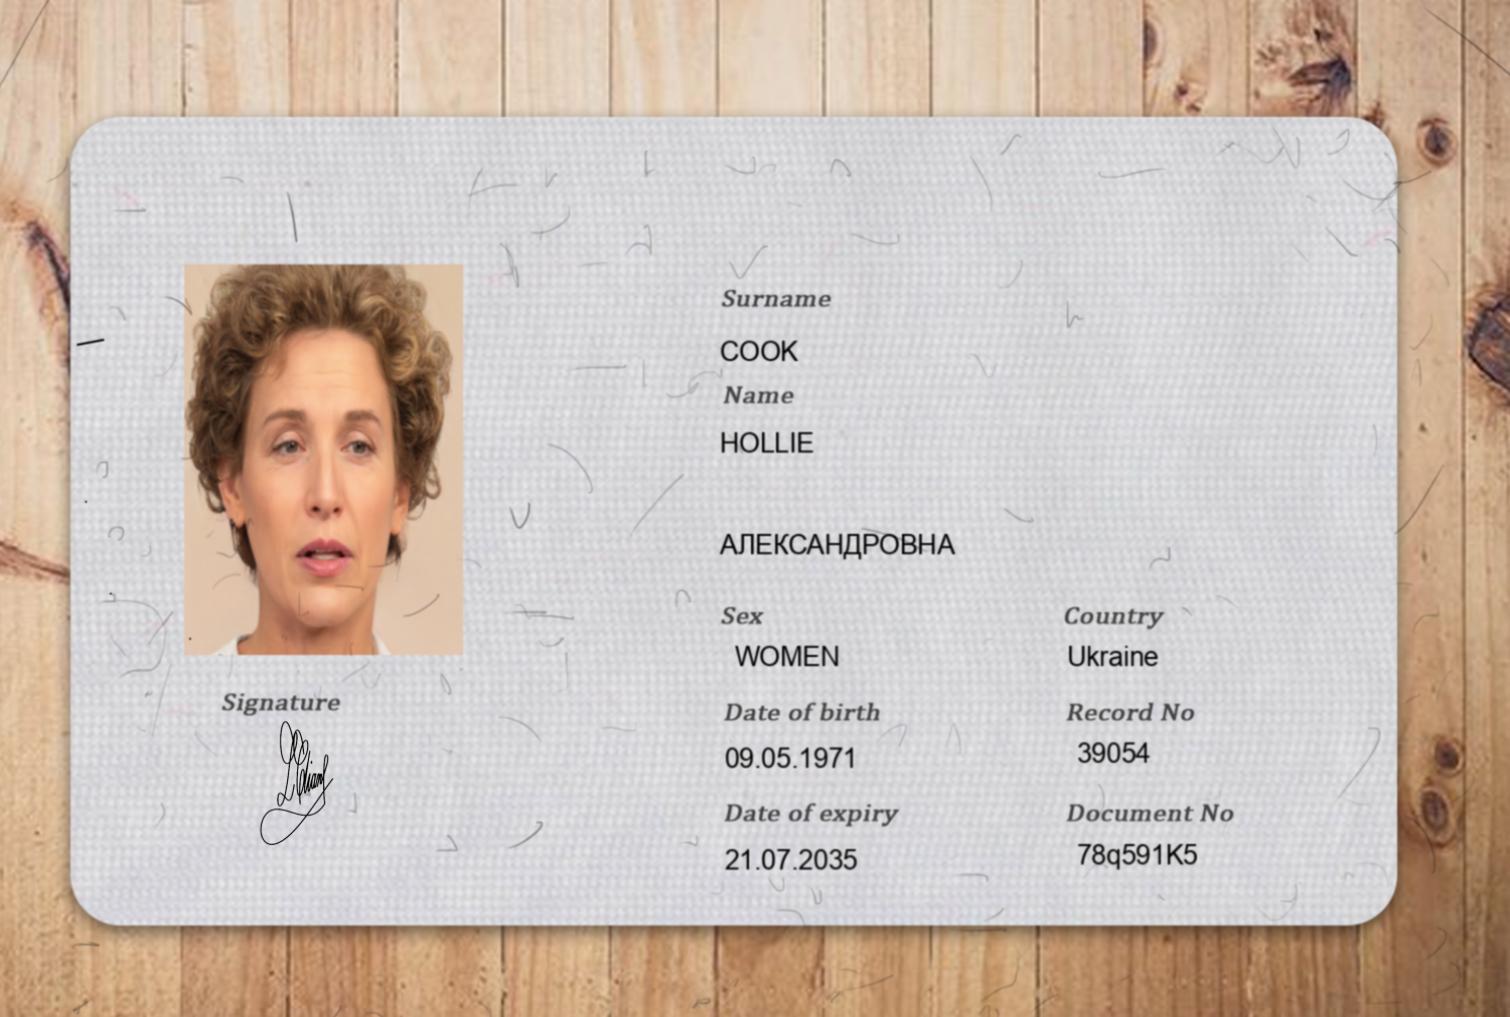 Surname
COOK
Name
HOLLIE
АЛЕКСАНДРОВНА
Sex
Country
WOMEN
Ukraine
Date of birth
Record No
09.05.1971
39054
Date of expiry
Document No
21.07.2035
78q591K5
Signature